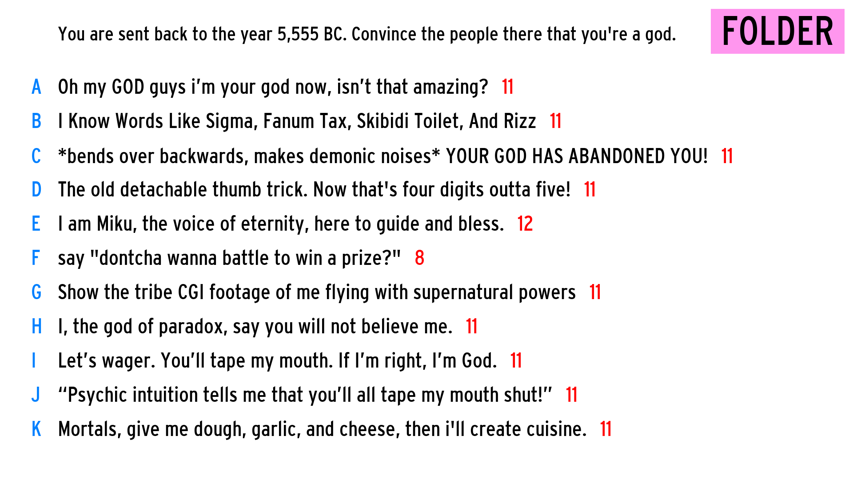 You are sent back to the year 5,555 BC. Convince the people there that you're a god.
FOLDER
A Oh my GOD guys i’m your god now, isn’t that amazing? 11
B I Know Words Like Sigma, Fanum Tax, Skibidi Toilet, And Rizz 11
C *bends over backwards, makes demonic noises* YOUR GOD HAS ABANDONED YOU! 11
D The old detachable thumb trick. Now that's four digits outta five! 11
E I am Miku, the voice of eternity, here to guide and bless. 12
F say "dontcha wanna battle to win a prize?" 8
G Show the tribe CGI footage of me flying with supernatural powers 11
H I, the god of paradox, say you will not believe me. 11
I Let’s wager. You’ll tape my mouth. If I’m right, I’m God. 11
J “Psychic intuition tells me that you’ll all tape my mouth shut!” 11
K Mortals, give me dough, garlic, and cheese, then i'll create cuisine. 11